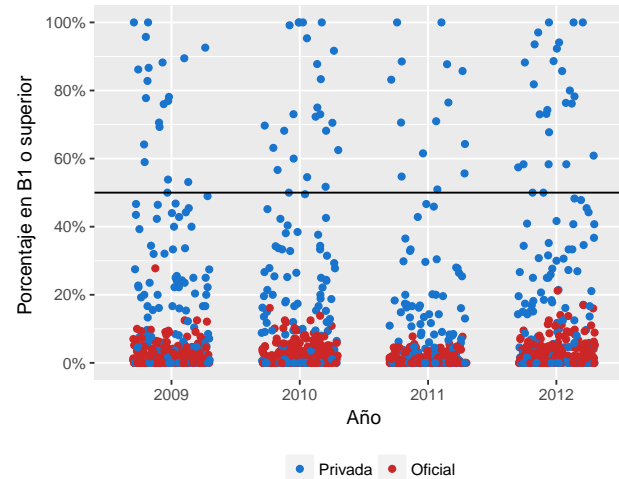 Porcentaje en B1 o superior
100%
80%
60%
40%
20%
0%
2009 2010 2011 2012
Año
Privada Oficial